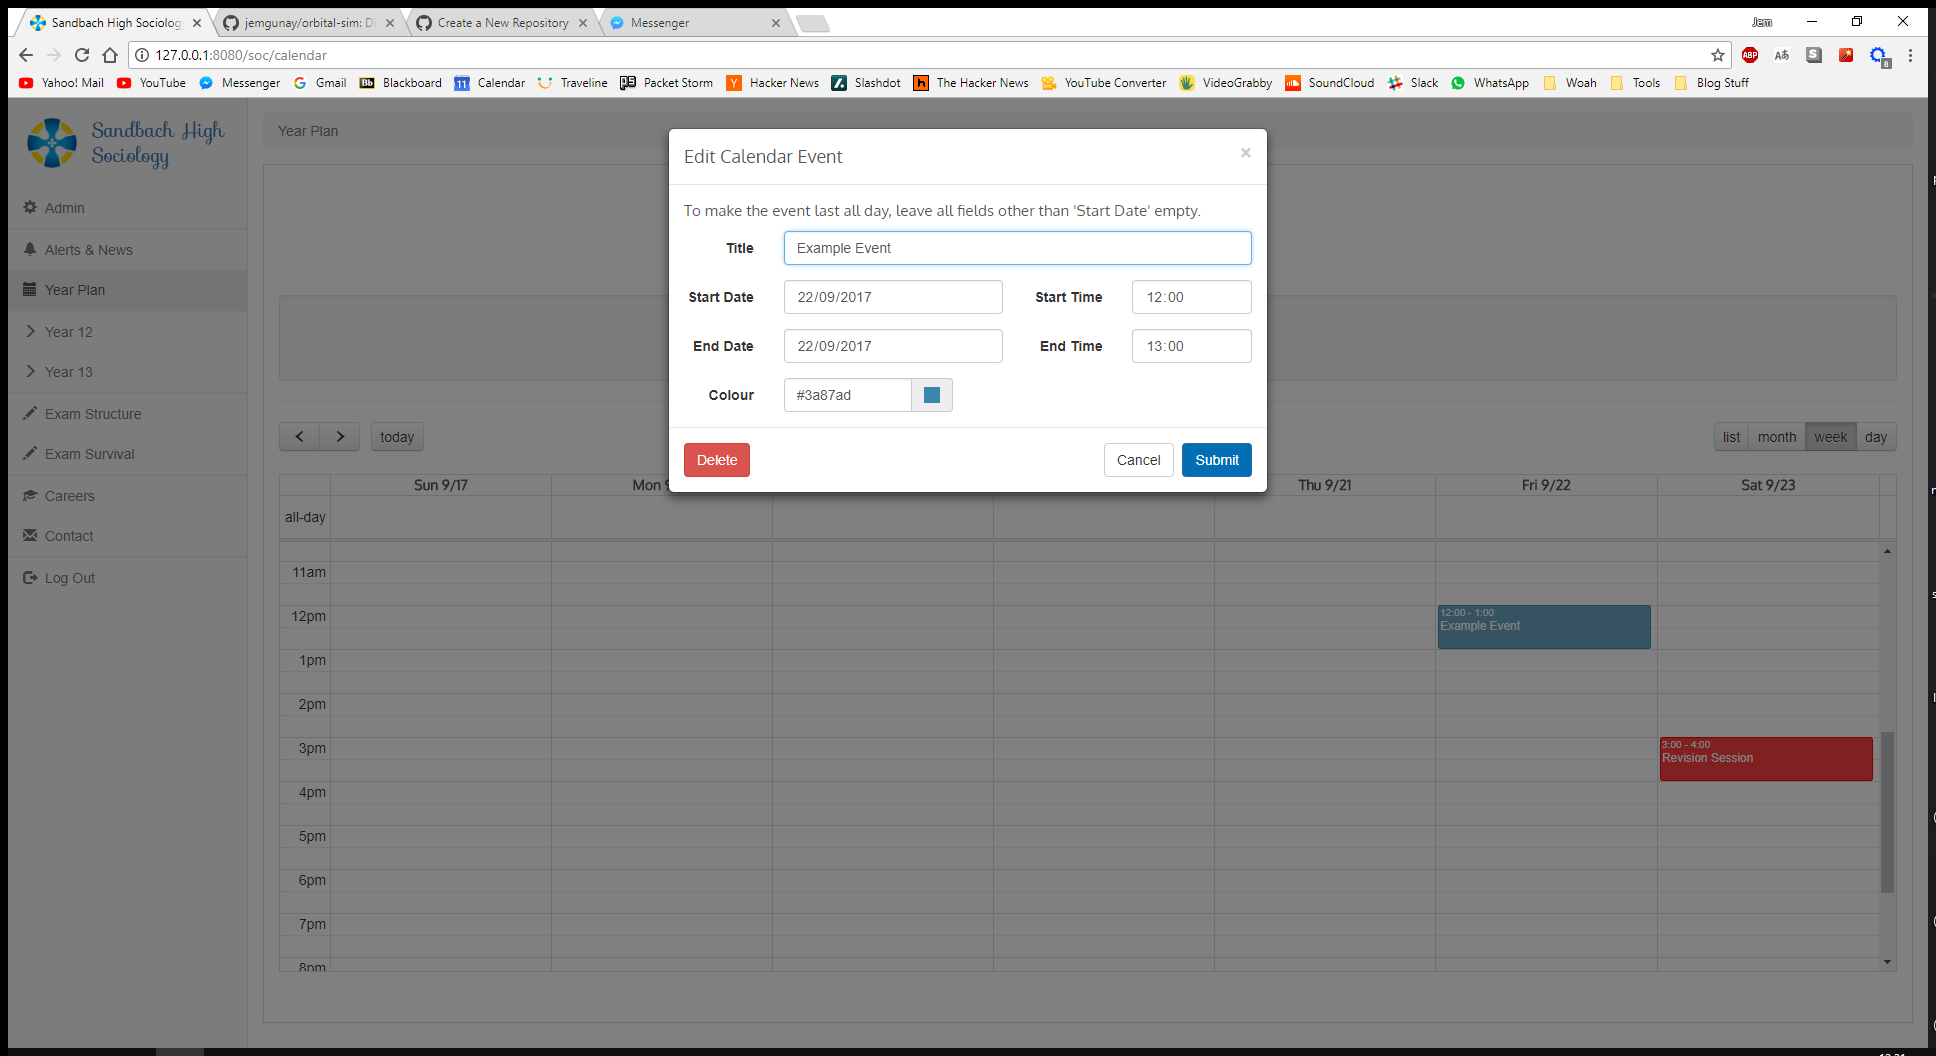 Sandbach High Sociology
jemgunay/orbital-sim: D
Create a New Repository
Messenger
Jem
127.0.0.1:8080/soc/calendar
ABP
S
8
Yahoo! Mail
YouTube
Messenger
Gmail
Bb Blackboard
11 Calendar
Traveline
Packet Storm
Y Hacker News
Slashdot
h The Hacker News
YouTube Converter
VideoGrabby
SoundCloud
Slack
WhatsApp
Woah
Tools
Blog Stuff
Sandbach High
Sociology
Admin
Alerts & News
Year Plan
Year 12
Year 13
Exam Structure
Exam Survival
Careers
Contact
Log Out
Year Plan
Edit Calendar Event
To make the event last all day, leave all fields other than 'Start Date' empty.
Title Example Event
Start Date 22/09/2017 Start Time 12:00
End Date 22/09/2017 End Time 13:00
Colour #3a87ad
Delete Cancel Submit
today
list month week day
Sun 9/17 Mon Thu 9/21 Fri 9/22 Sat 9/23
all-day
11am
12pm
12:00 - 1:00
Example Event
1pm
2pm
3pm
3:00 - 4:00
Revision Session
4pm
5pm
6pm
7pm
8pm